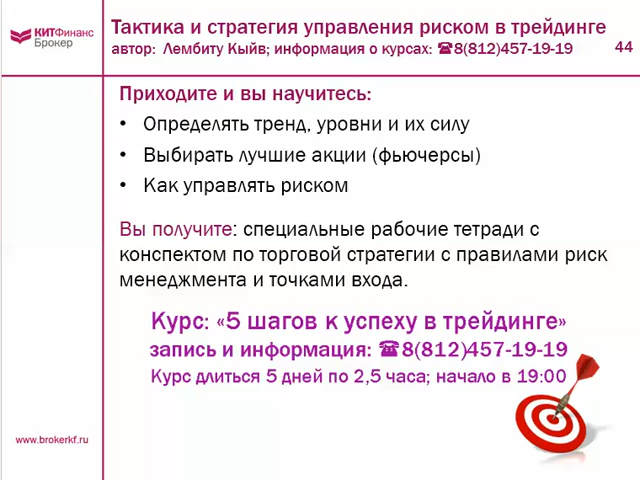 КИТФинанс
Брокер
Тактика и стратегия управления риском в трейдинге
автор: Лембиту Кыйв; информация о курсах: ☎8(812)457-19-19
44
Приходите и вы научитесь:
• Определять тренд, уровни и их силу
• Выбирать лучшие акции (фьючерсы)
• Как управлять риском
Вы получите: специальные рабочие тетради с
конспектом по торговой стратегии с правилами риск
менеджмента и точками входа.
Курс: «5 шагов к успеху в трейдинге»
запись и информация: ☎8(812)457-19-19
Курс длиться 5 дней по 2,5 часа; начало в 19:00
www.brokerkf.ru